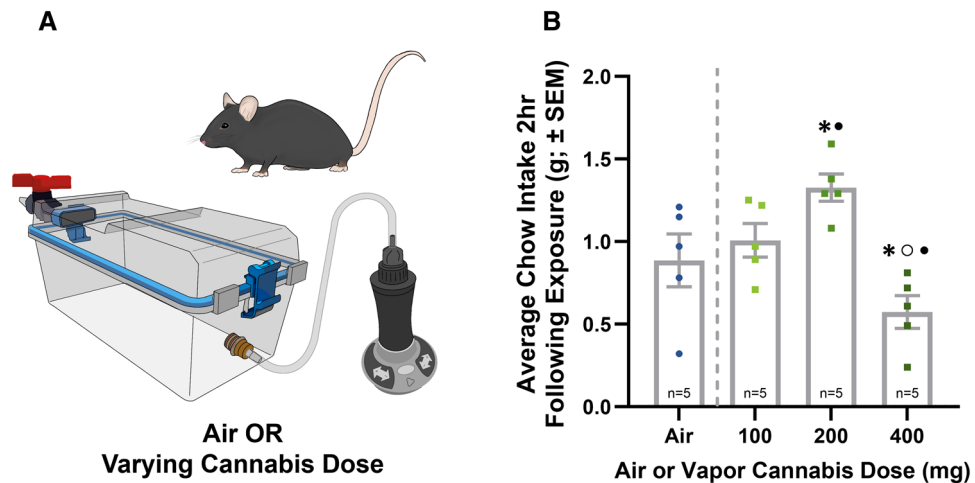 A
Air OR
Varying Cannabis Dose
B
Average Chow Intake 2hr
Following Exposure (g; ± SEM)
2.0
1.5
1.0
0.5
0.0
*●
*○●
n=5 n=5 n=5 n=5
Air 100 200 400
Air or Vapor Cannabis Dose (mg)